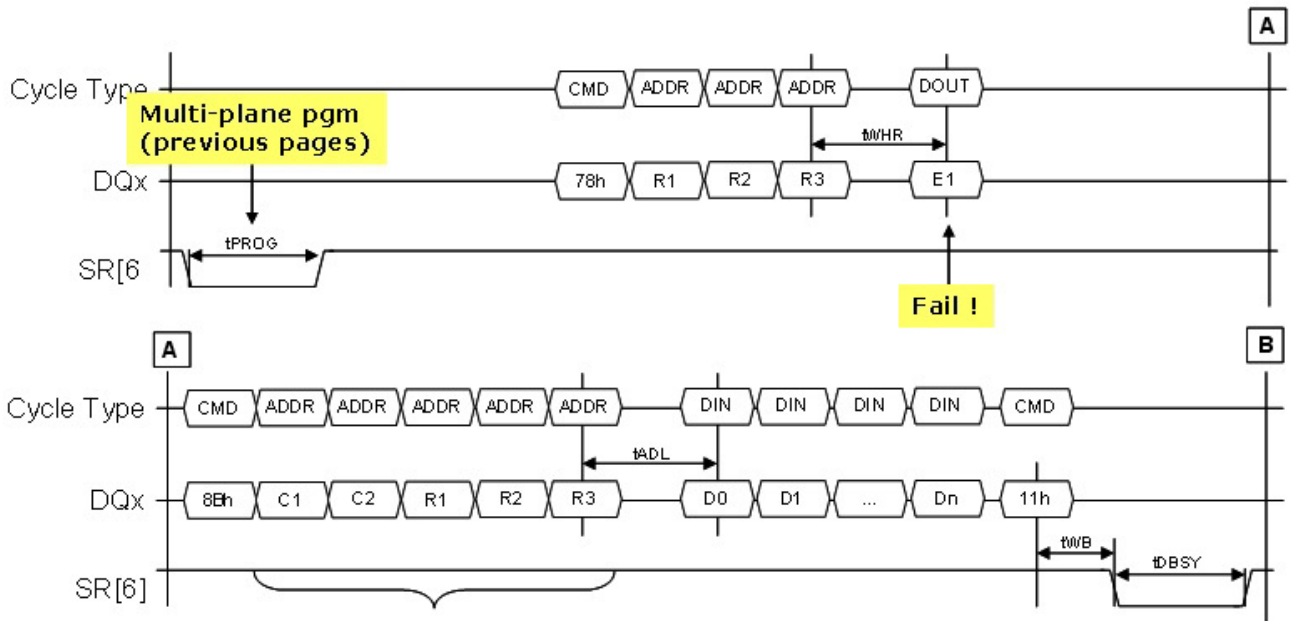 A
Cycle Type CMD ADDR ADDR ADDR DOUT
Multi-plane pgm
(previous pages)
tWHR
DQx 78h R1 R2 R3 E1
tPROG
SR[6
Fail !
A B
Cycle Type CMD ADDR ADDR ADDR ADDR ADDR DIN DIN DIN DIN CMD
tADL
DQx 8Bh C1 C2 R1 R2 R3 D0 D1 ... Dn 11h
tWB
tDBSY
SR[6]